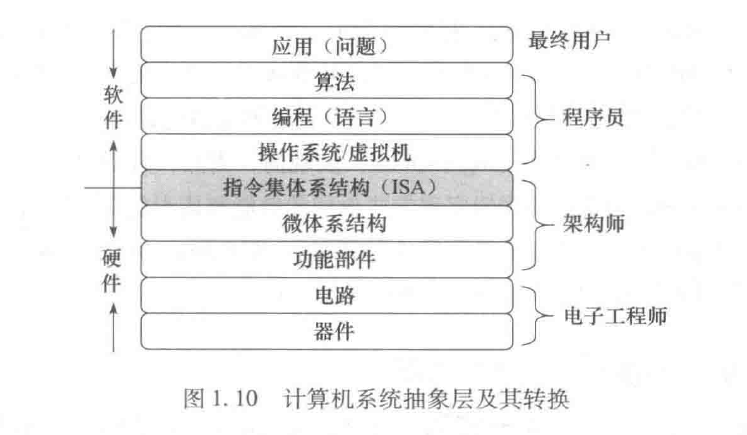 应用（问题）
最终用户
算法
编程（语言）
操作系统/虚拟机
程序员
软件
指令集体系结构（ISA）
微体系结构
功能部件
架构师
硬件
电路
器件
电子工程师
图 1.10 计算机系统抽象层及其转换